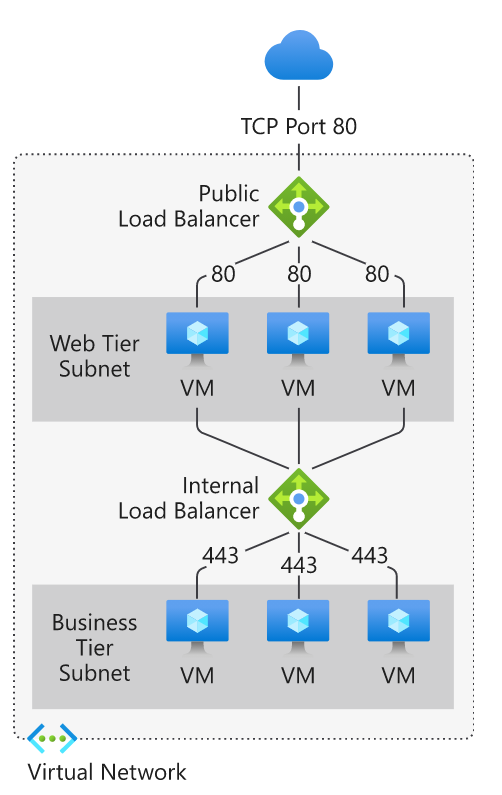 TCP Port 80
Public
Load Balancer
80
80
80
Web Tier
Subnet
VM
VM
VM
Internal
Load Balancer
443
443
443
Business
Tier
Subnet
VM
VM
VM
Virtual Network